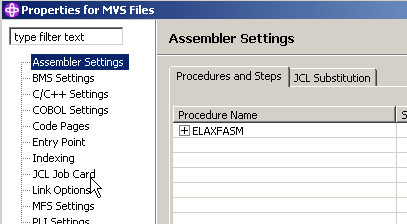 Properties for MVS Files
type filter text
Assembler Settings
BMS Settings
C/C++ Settings
COBOL Settings
Code Pages
Entry Point
Indexing
JCL Job Card
Link Options
MFS Settings
PLI Settings
Assembler Settings
Procedures and Steps
JCL Substitution
Procedure Name
S
ELAXFASM